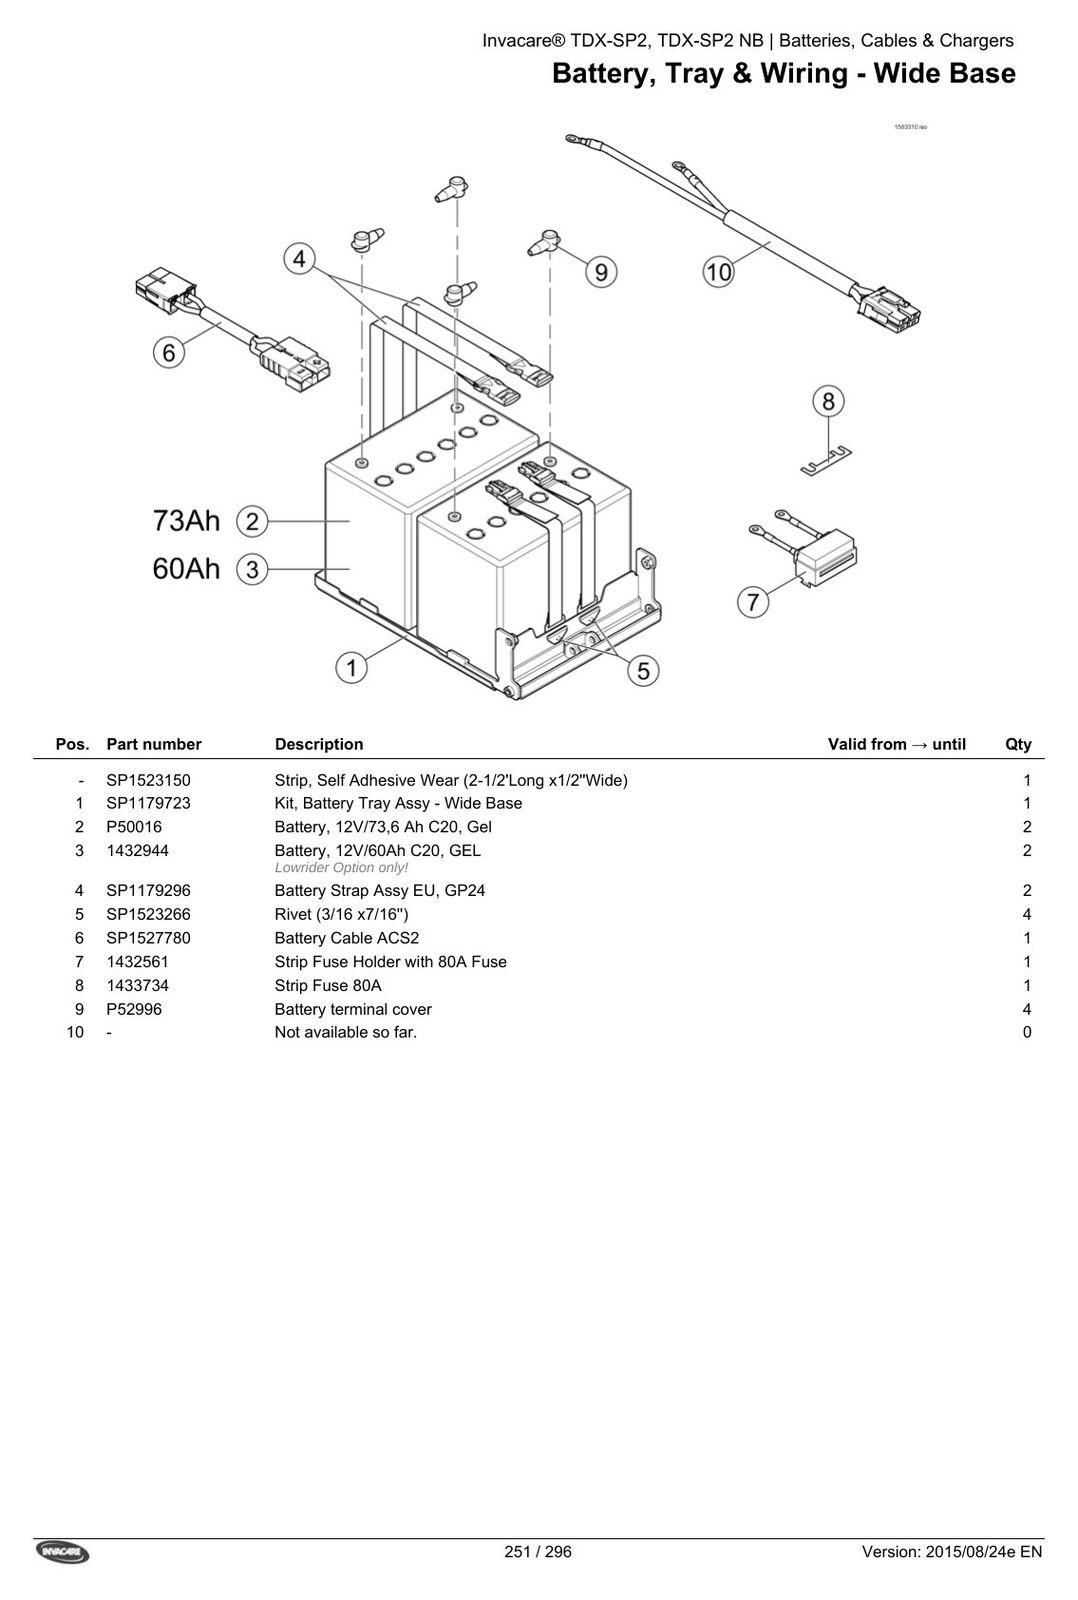 Invacare® TDX-SP2, TDX-SP2 NB | Batteries, Cables & Chargers
Battery, Tray & Wiring - Wide Base
1583310.iso
4
9
10
6
8
73Ah 2
60Ah 3
7
1
5
Pos. Part number Description Valid from → until Qty
- SP1523150 Strip, Self Adhesive Wear (2-1/2'Long x1/2"Wide) 1
1 SP1179723 Kit, Battery Tray Assy - Wide Base 1
2 P50016 Battery, 12V/73,6 Ah C20, Gel 2
3 1432944 Battery, 12V/60Ah C20, GEL 2
Lowrider Option only!
4 SP1179296 Battery Strap Assy EU, GP24 2
5 SP1523266 Rivet (3/16 x7/16") 4
6 SP1527780 Battery Cable ACS2 1
7 1432561 Strip Fuse Holder with 80A Fuse 1
8 1433734 Strip Fuse 80A 1
9 P52996 Battery terminal cover 4
10 - Not available so far. 0
INVACARE 251 / 296 Version: 2015/08/24e EN